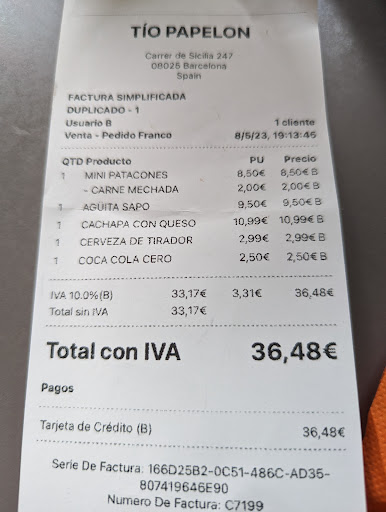 TÍO PAPELON
Carrer de Sicilia 247
08025 Barcelona
Spain
FACTURA SIMPLIFICADA
DUPLICADO - 1
Usuario B 1 cliente
Venta - Pedido Franco 8/5/23, 19:13:45
QTD Producto PU Precio
1 MINI PATACONES 8,50€ 8,50€ B
- CARNE MECHADA 2,00€ 2,00€ B
1 AGUITA SAPO 9,50€ 9,50€ B
1 CACHAPA CON QUESO 10,99€ 10,99€ B
1 CERVEZA DE TIRADOR 2,99€ 2,99€ B
1 COCA COLA CERO 2,50€ 2,50€ B
IVA 10.0%(B) 33,17€ 3,31€ 36,48€
Total sin IVA 33,17€
Total con IVA 36,48€
Pagos
Tarjeta de Crédito (B) 36,48€
Serie De Factura: 166D25B2-0C51-486C-AD35-
807419646E90
Numero De Factura: C7199